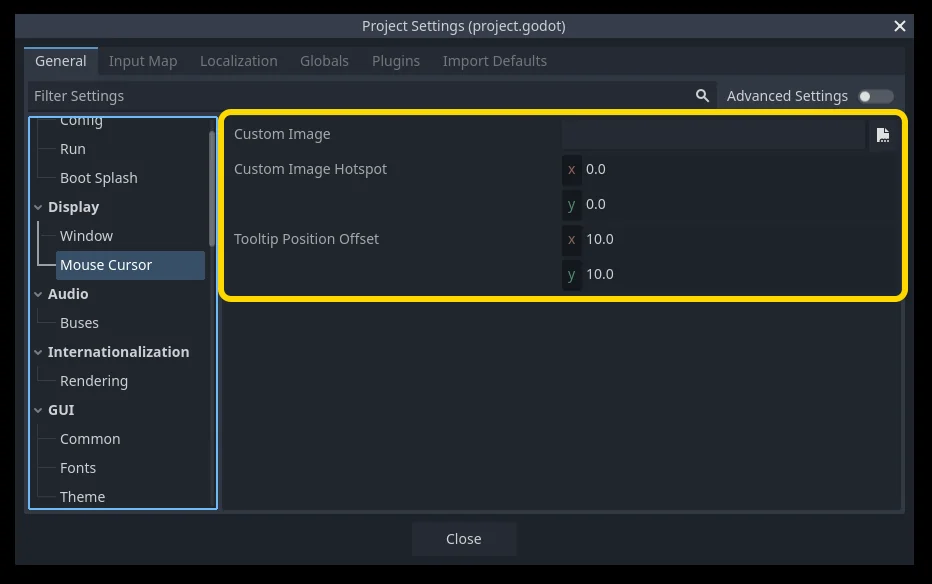 Project Settings (project.godot)
General Input Map Localization Globals Plugins Import Defaults
Filter Settings Advanced Settings
Config
Run
Boot Splash
Display
Window
Mouse Cursor
Audio
Buses
Internationalization
Rendering
GUI
Common
Fonts
Theme
Custom Image
Custom Image Hotspot x 0.0
y 0.0
Tooltip Position Offset x 10.0
y 10.0
Close